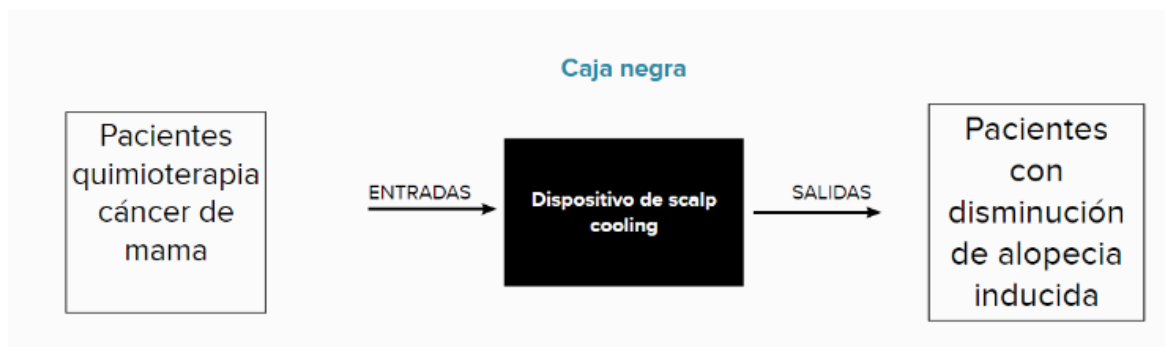 Caja negra
Pacientes
quimioterapia
cáncer de
mama
ENTRADAS
Dispositivo de scalp
cooling
SALIDAS
Pacientes
con
disminución
de alopecia
inducida